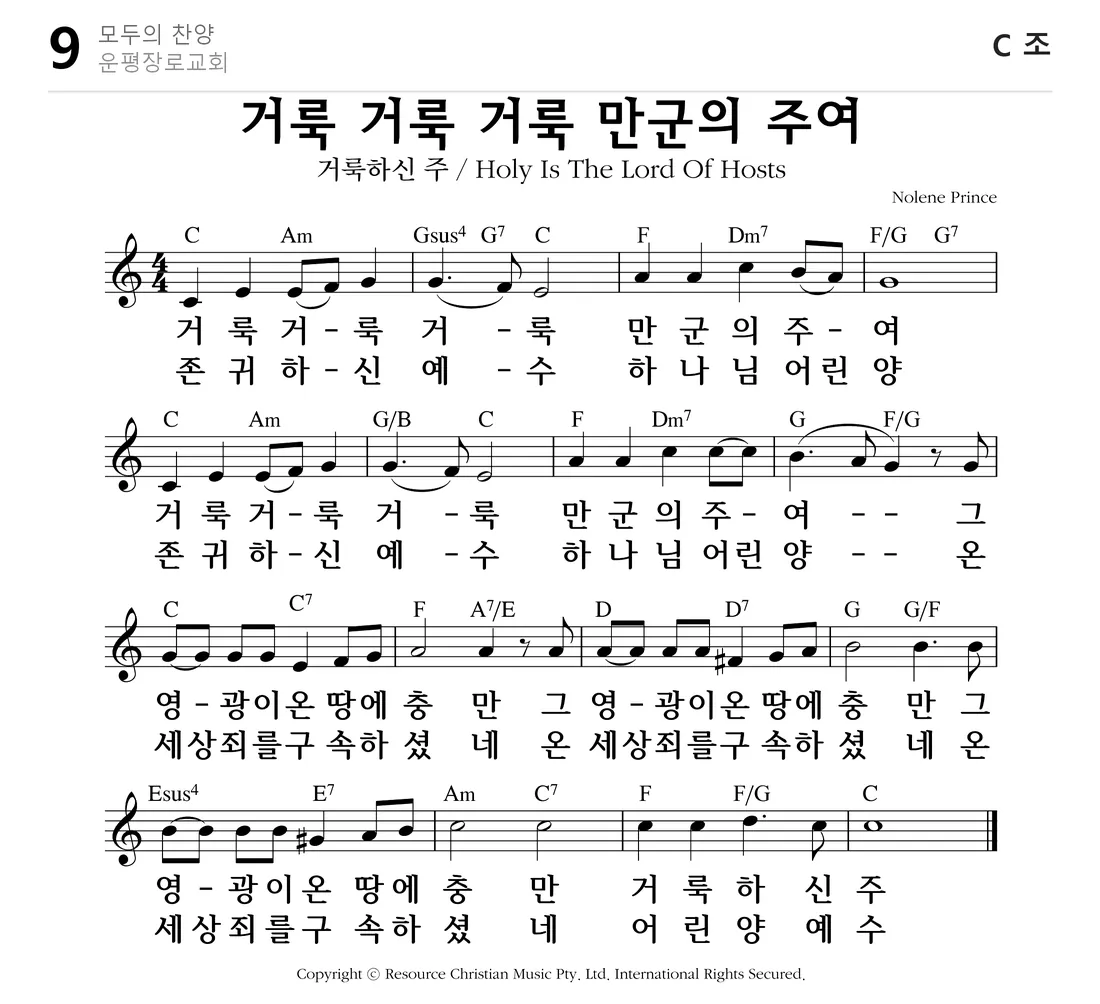 9 모두의 찬양
운평장로교회
C 조
거룩 거룩 거룩 만군의 주여
거룩하신 주 / Holy Is The Lord Of Hosts
Nolene Prince
C Am Gsus4 G7 C F Dm7 F/G G7
4
4
거 룩 거 - 룩 거 - 룩 만 군 의 주 - 여
존 귀 하 - 신 예 - 수 하 나 님 어 린 양
C Am G/B C F Dm7 G F/G
거 룩 거 - 룩 거 - 룩 만 군 의 주 - 여 - - 그
존 귀 하 - 신 예 - 수 하 나 님 어린 양 - - 온
C C7 F A7/E D D7 G G/F
영 - 광이온 땅에 충 만 그 영 - 광이온 땅에 충 만 그
세상죄를구 속하 셨 네 온 세상죄를구 속하 셨 네 온
Esus4 E7 Am C7 F F/G C
영 - 광 이 온 땅 에 충 만 거 룩 하 신 주
세 상 죄 를 구 속 하 셨 네 어 린 양 예 수
Copyright ⓒ Resource Christian Music Pty. Ltd. International Rights Secured.